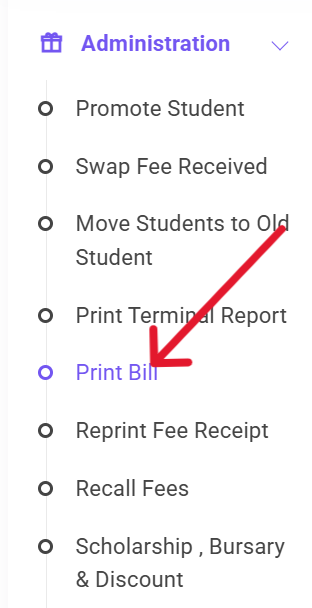 Administration
Promote Student
Swap Fee Received
Move Students to Old
Student
Print Terminal Report
Print Bill
Reprint Fee Receipt
Recall Fees
Scholarship , Bursary
& Discount